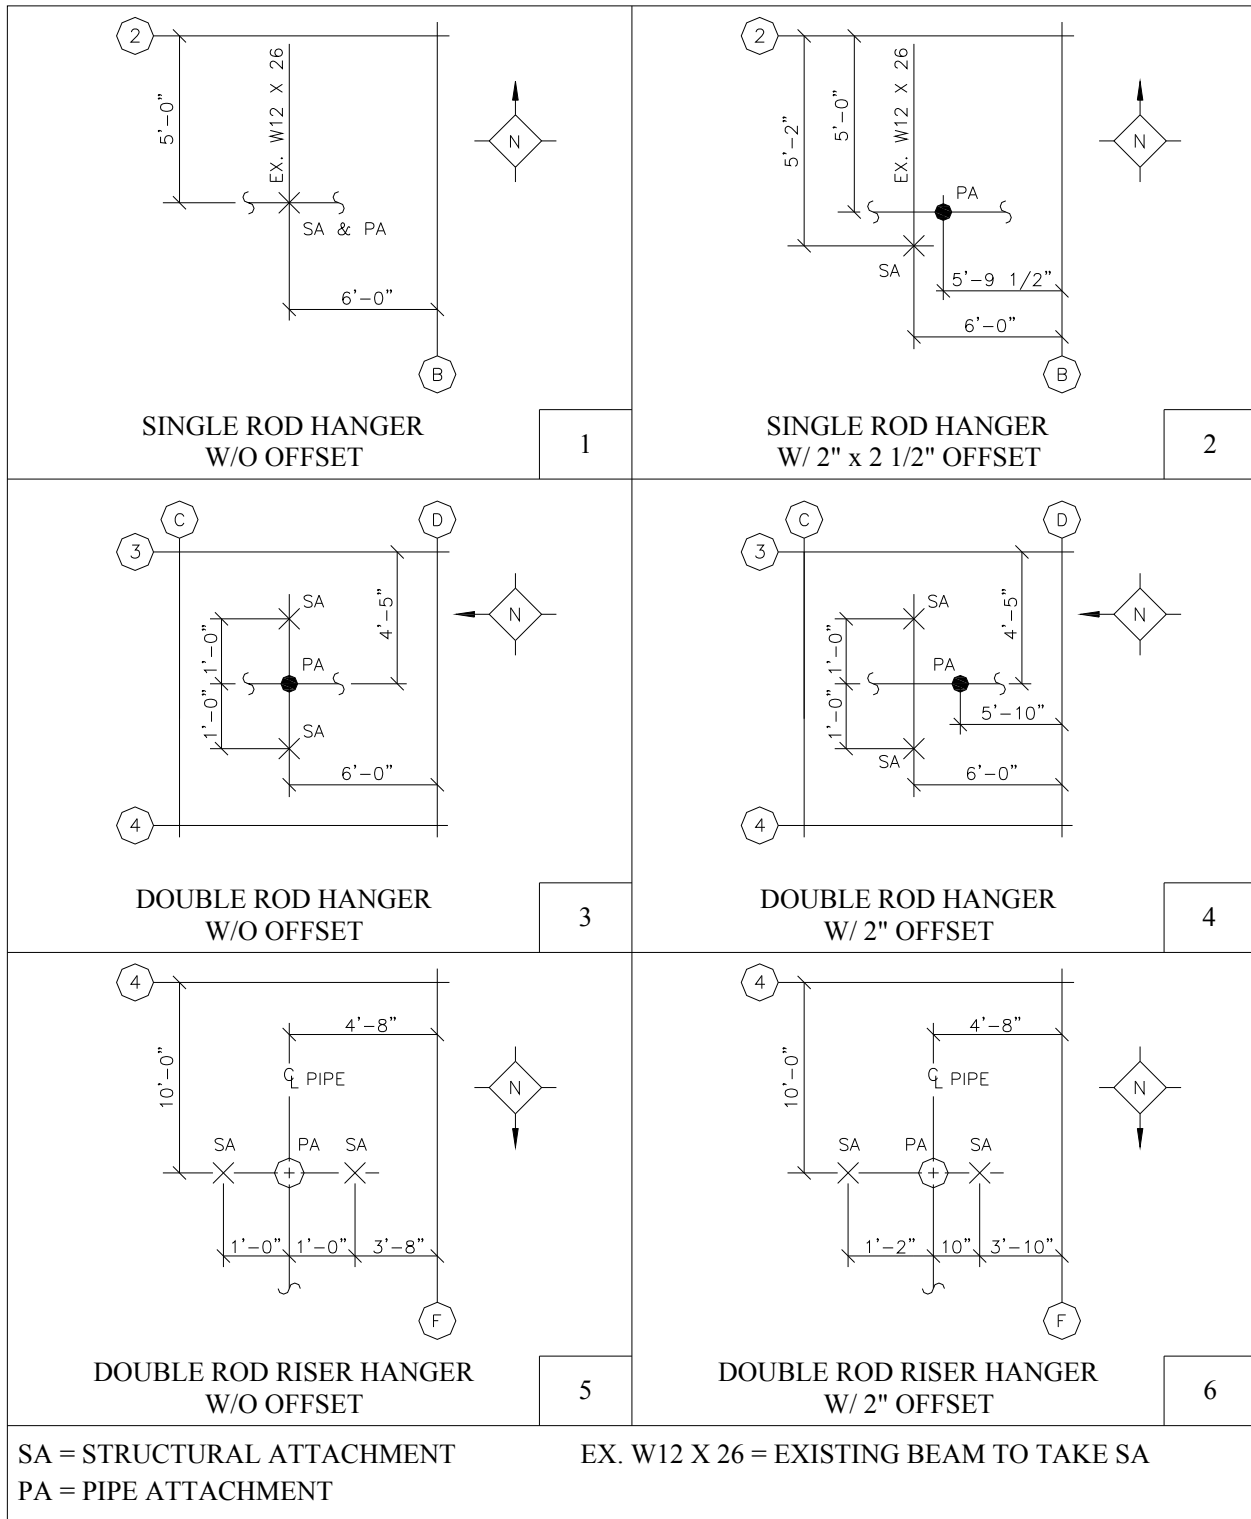 2
5'-0"
EX. W12 X 26
SA & PA
6'-0"
N
B
SINGLE ROD HANGER
W/O OFFSET
1
2
5'-2"
5'-0"
EX. W12 X 26
PA
SA
5'-9 1/2"
6'-0"
N
B
SINGLE ROD HANGER
W/ 2" x 2 1/2" OFFSET
2
C
D
3
SA
1'-0"
4'-5"
PA
1'-0"
SA
6'-0"
4
N
DOUBLE ROD HANGER
W/O OFFSET
3
C
D
3
SA
1'-0"
4'-5"
PA
1'-0"
5'-10"
SA
6'-0"
4
N
DOUBLE ROD HANGER
W/ 2" OFFSET
4
4
4'-8"
10'-0"
CL PIPE
N
SA
PA
SA
1'-0"
1'-0"
3'-8"
F
DOUBLE ROD RISER HANGER
W/O OFFSET
5
4
4'-8"
10'-0"
CL PIPE
N
SA
PA
SA
1'-2"
10"
3'-10"
F
DOUBLE ROD RISER HANGER
W/ 2" OFFSET
6
SA = STRUCTURAL ATTACHMENT
EX. W12 X 26 = EXISTING BEAM TO TAKE SA
PA = PIPE ATTACHMENT